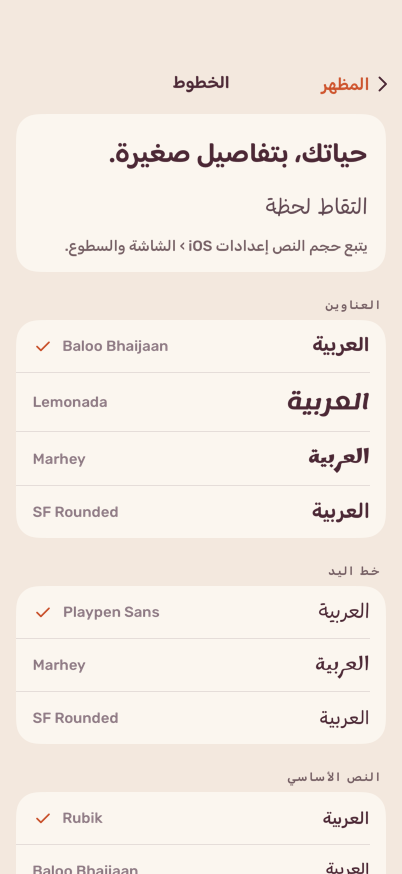 المظهر
الخطوط
حياتك، بتفاصيل صغيرة.
التقاط لحظة
يتبع حجم النص إعدادات iOS › الشاشة والسطوع.
العناوين
العربية Baloo Bhaijaan
العربية Lemonada
العربية Marhey
العربية SF Rounded
خط اليد
العربية Playpen Sans
العربية Marhey
العربية SF Rounded
النص الأساسي
العربية Rubik
العربية Baloo Bhaijaan